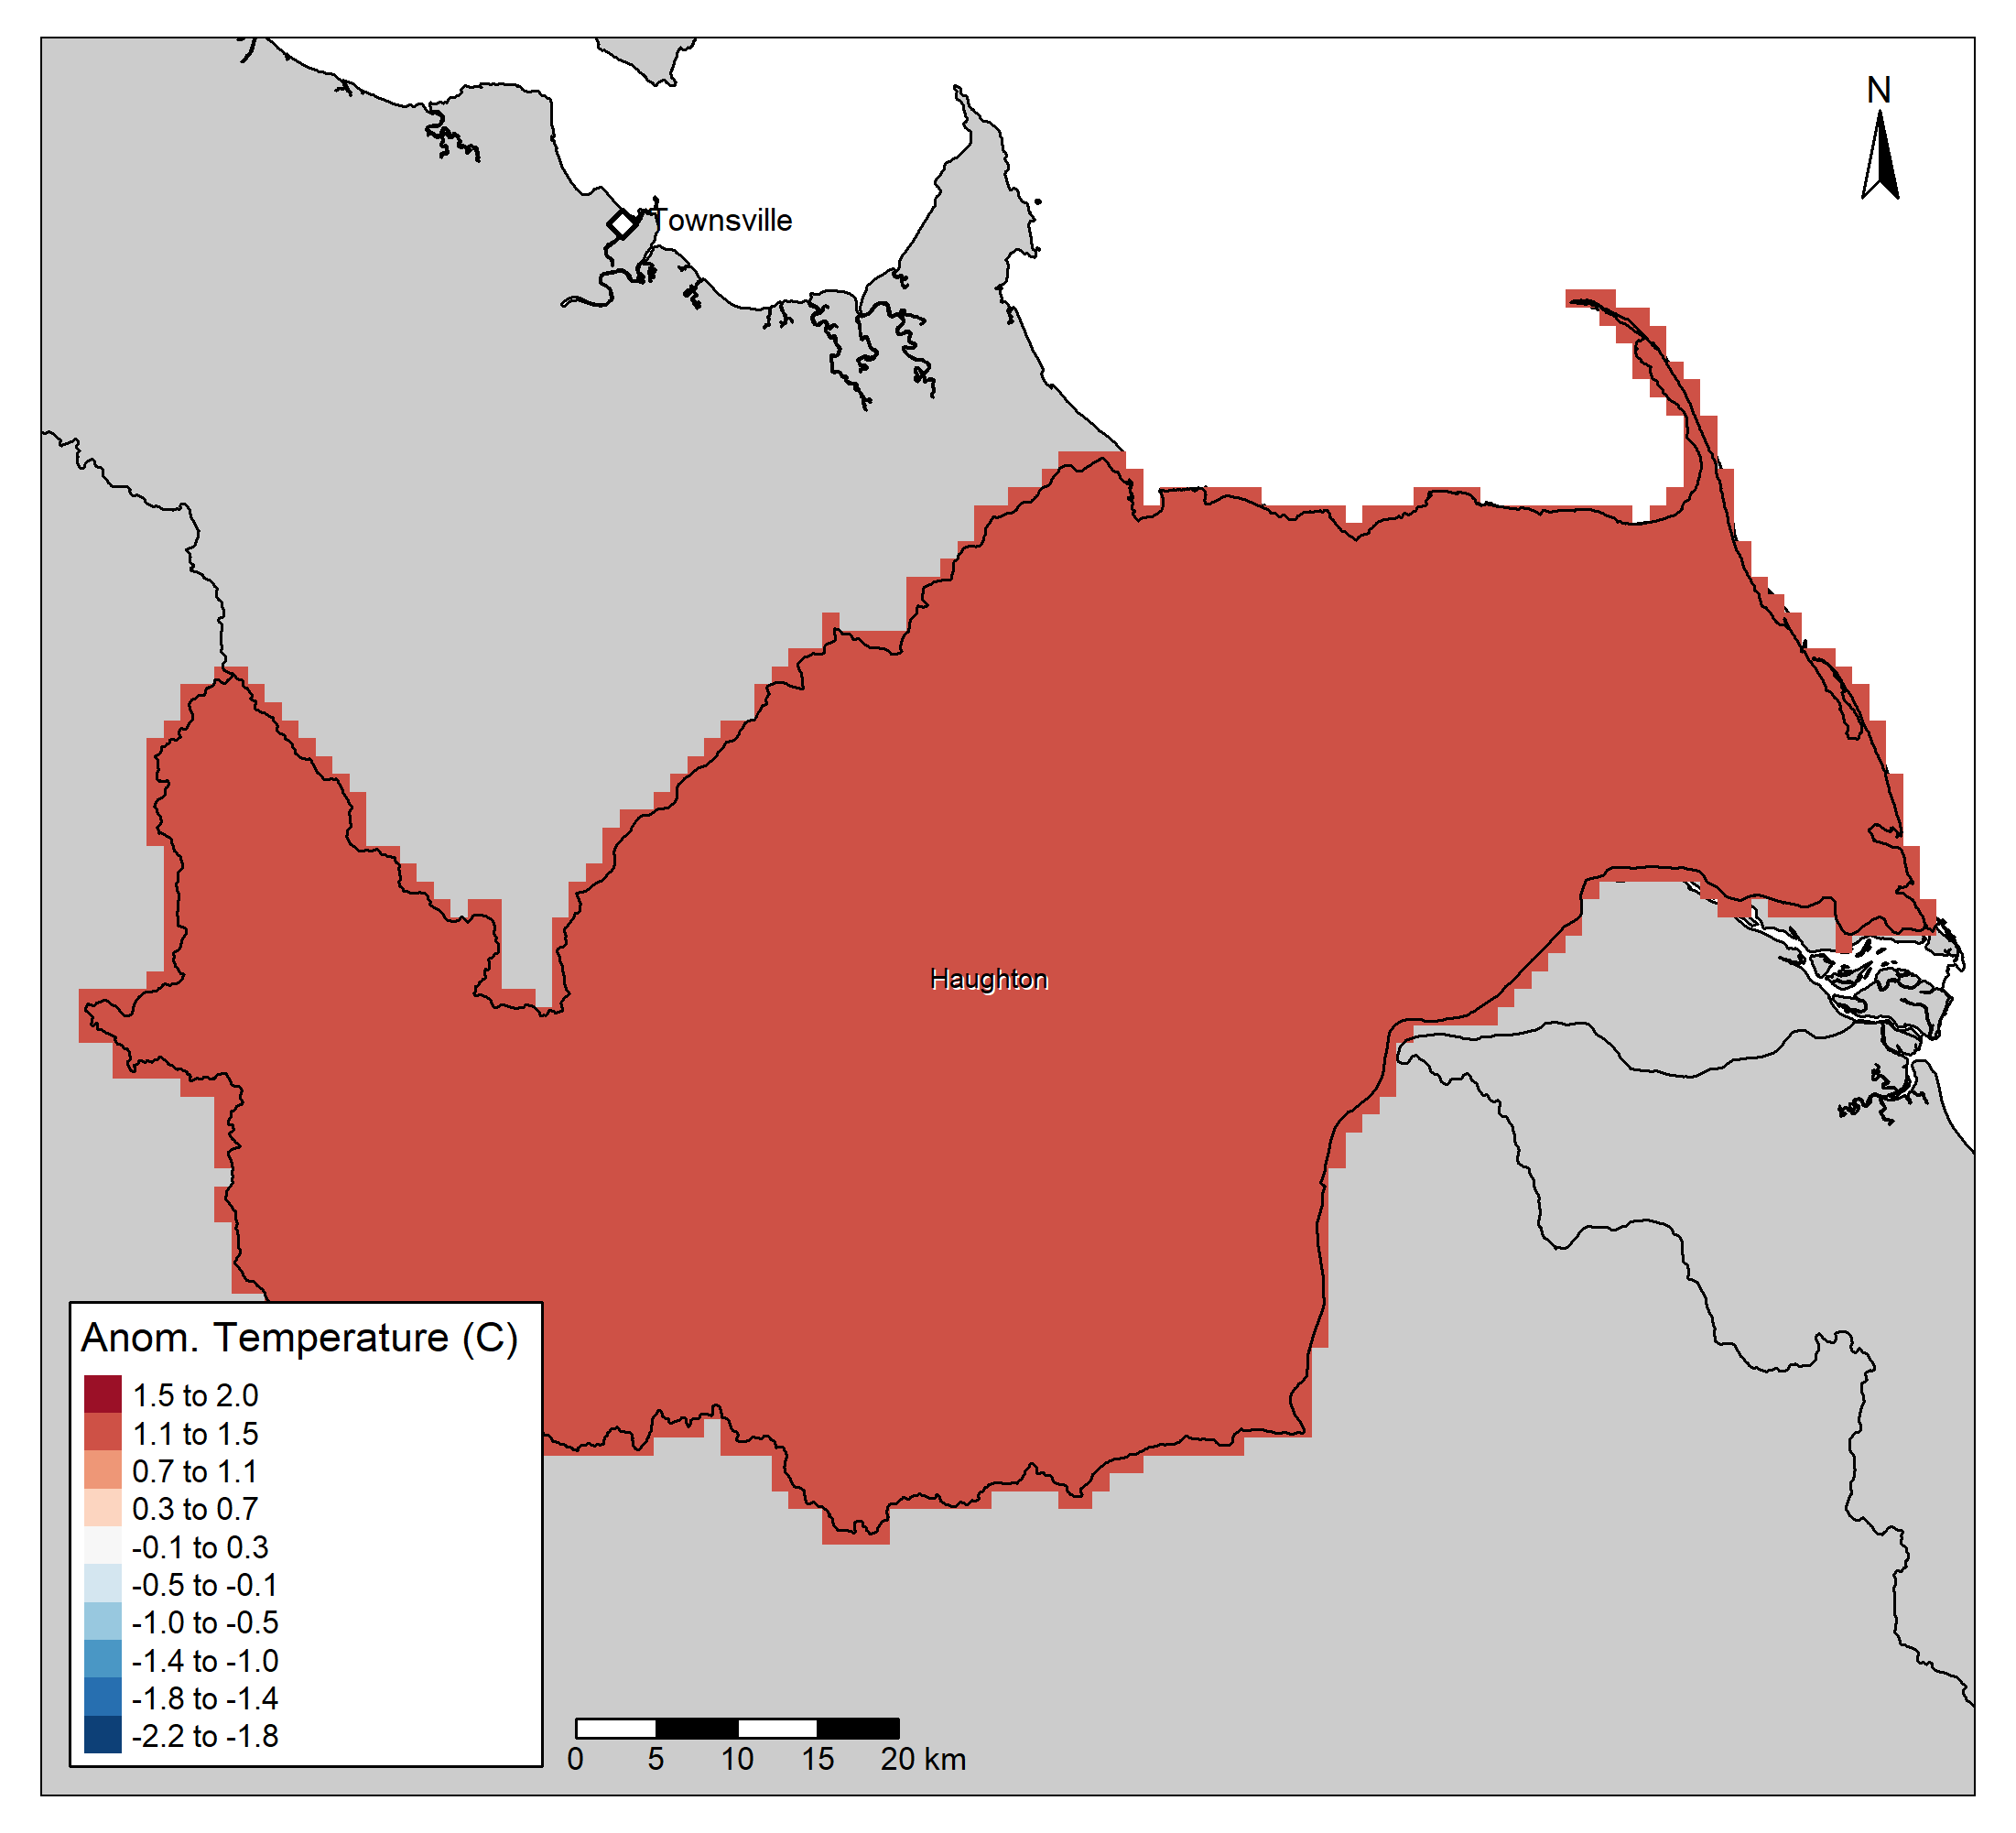 N
Townsville
Haughton
Anom. Temperature (C)
1.5 to 2.0
1.1 to 1.5
0.7 to 1.1
0.3 to 0.7
-0.1 to 0.3
-0.5 to -0.1
-1.0 to -0.5
-1.4 to -1.0
-1.8 to -1.4
-2.2 to -1.8
0 5 10 15 20 km